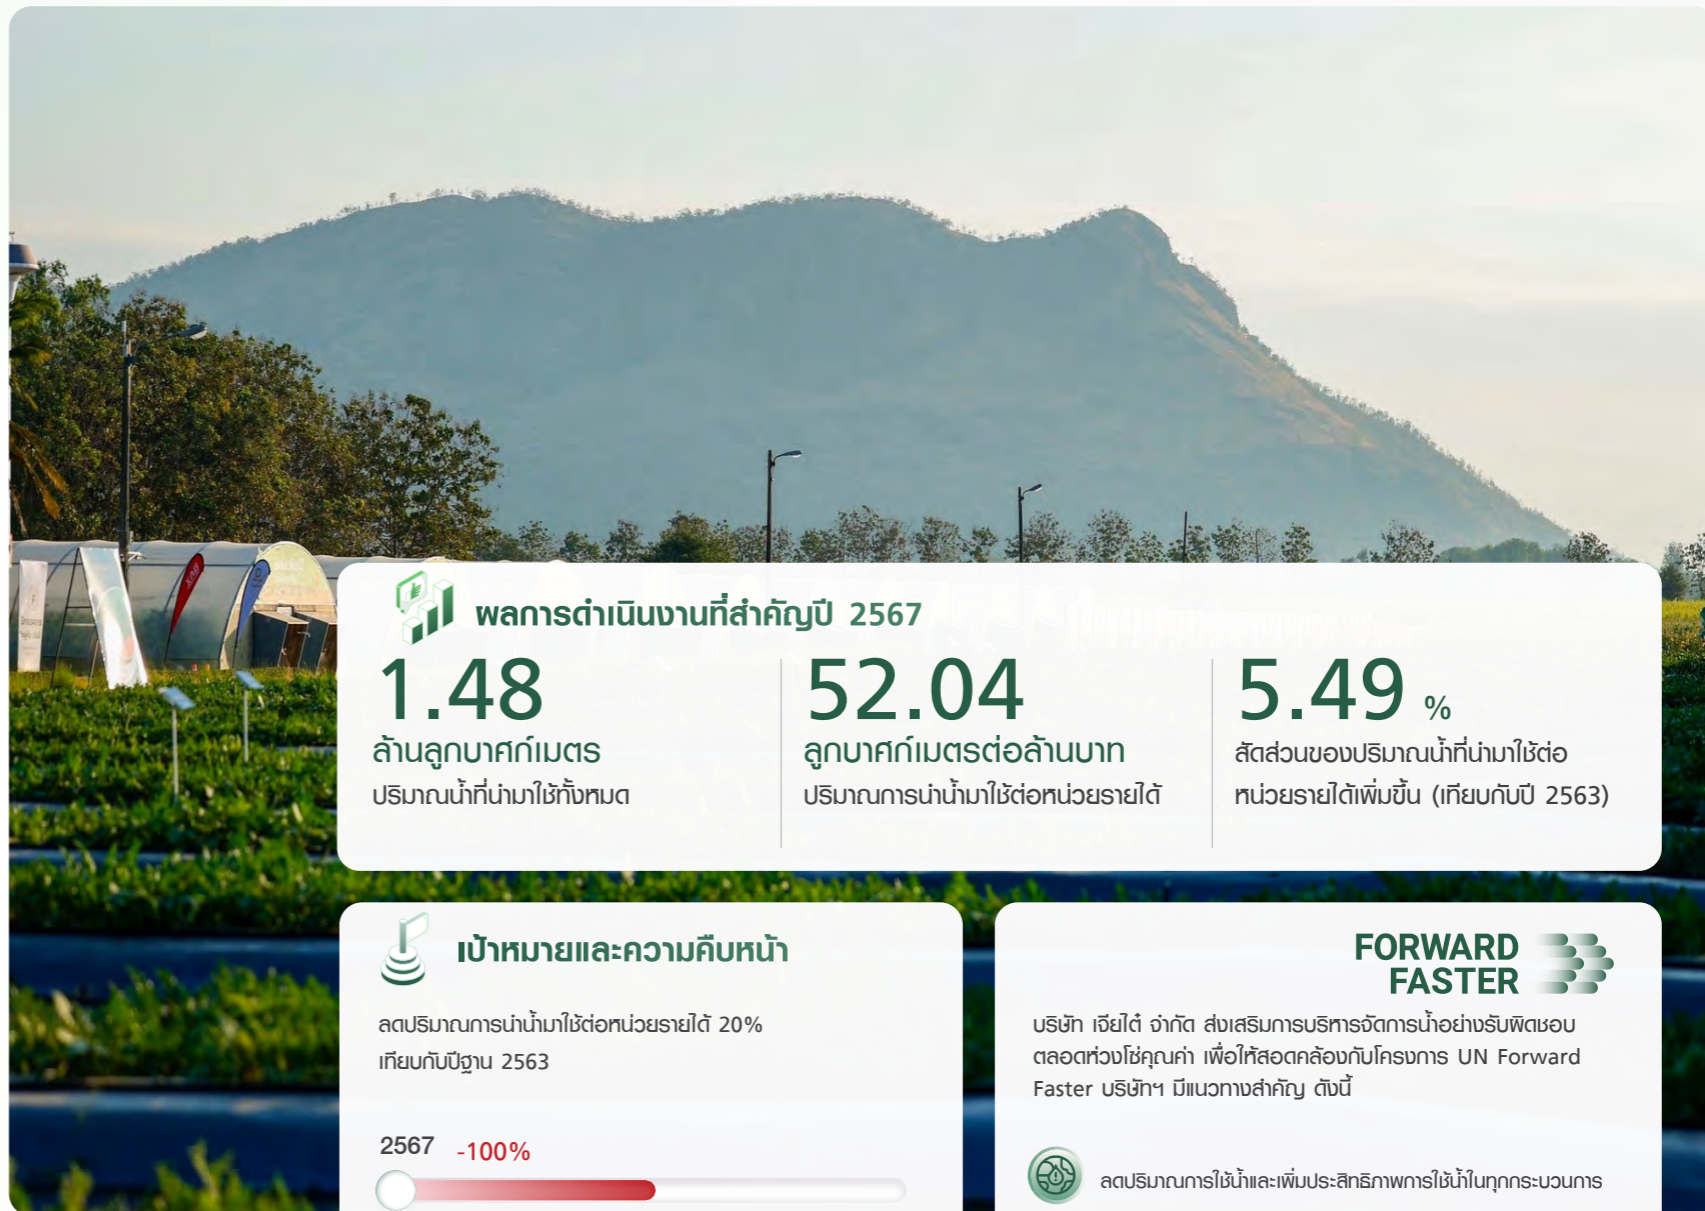 ผลการดำเนินงานที่สำคัญปี 2567
1.48
ล้านลูกบาศก์เมตร
ปริมาณน้ำที่นำมาใช้ทั้งหมด
52.04
ลูกบาศก์เมตรต่อล้านบาท
ปริมาณการนำน้ำมาใช้ต่อหน่วยรายได้
5.49 %
สัดส่วนของปริมาณน้ำที่นำมาใช้ต่อ
หน่วยรายได้เพิ่มขึ้น (เทียบกับปี 2563)
เป้าหมายและความคืบหน้า
ลดปริมาณการนำน้ำมาใช้ต่อหน่วยรายได้ 20%
เทียบกับปีฐาน 2563
2567 -100%
FORWARD
FASTER
บริษัท เจียไต๋ จำกัด ส่งเสริมการบริหารจัดการน้ำอย่างรับผิดชอบ
ตลอดห่วงโซ่คุณค่า เพื่อให้สอดคล้องกับโครงการ UN Forward
Faster บริษัทฯ มีแนวทางสำคัญ ดังนี้
ลดปริมาณการใช้น้ำและเพิ่มประสิทธิภาพการใช้น้ำในทุกกระบวนการ